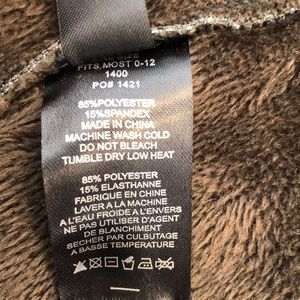 FITS MOST 0-12
1400
PO# 1421
85%POLYESTER
15%SPANDEX
MADE IN CHINA
MACHINE WASH COLD
DO NOT BLEACH
TUMBLE DRY LOW HEAT
85% POLYESTER
15% ELASTHANNE
FABRIQUE EN CHINE
LAVER A LA MACHINE
A L'EAU FROIDE A L'ENVERS
NE PAS UTILISER D'AGENT
DE BLANCHIMENT
SECHER PAR CULBUTAGE
A BASSE TEMPERATURE